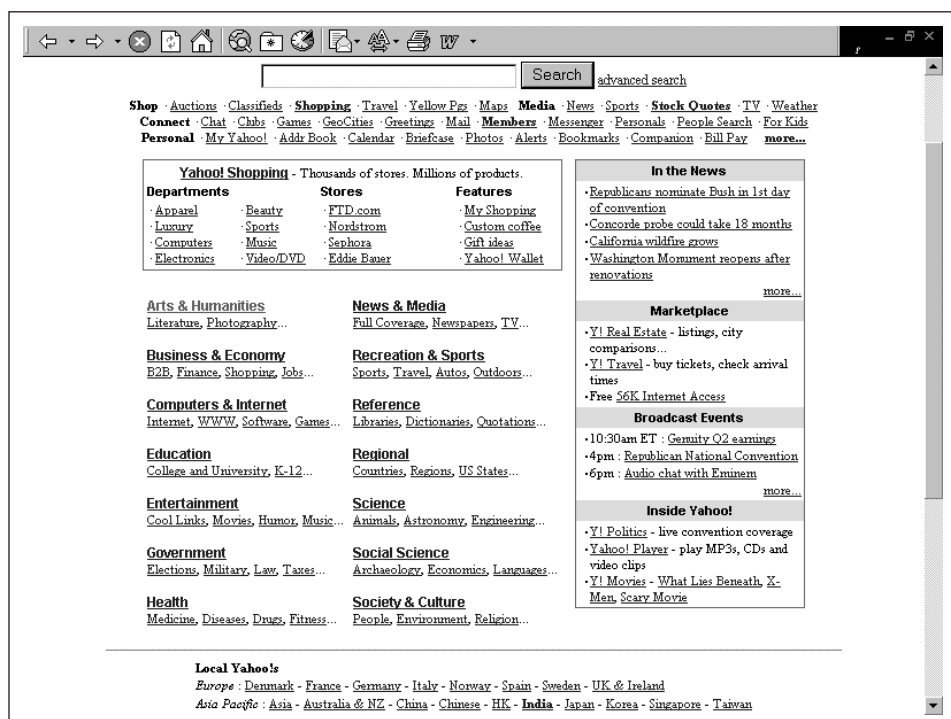 Search advanced search
Shop · Auctions · Classifieds · Shopping · Travel · Yellow Pgs · Maps Media · News · Sports · Stock Quotes · TV · Weather
Connect · Chat · Clubs · Games · GeoCities · Greetings · Mail · Members · Messenger · Personals · People Search · For Kids
Personal · My Yahoo! · Addr Book · Calendar · Briefcase · Photos · Alerts · Bookmarks · Companion · Bill Pay more...
Yahoo! Shopping - Thousands of stores. Millions of products.
Departments Stores Features
· Apparel · Beauty · FTD.com · My Shopping
· Luxury · Sports · Nordstrom · Custom coffee
· Computers · Music · Sephora · Gift ideas
· Electronics · Video/DVD · Eddie Bauer · Yahoo! Wallet
Arts & Humanities
Literature, Photography...
News & Media
Full Coverage, Newspapers, TV...
Business & Economy
B2B, Finance, Shopping, Jobs...
Recreation & Sports
Sports, Travel, Autos, Outdoors...
Computers & Internet
Internet, WWW, Software, Games...
Reference
Libraries, Dictionaries, Quotations...
Education
College and University, K-12...
Regional
Countries, Regions, US States...
Entertainment
Cool Links, Movies, Humor, Music...
Science
Animals, Astronomy, Engineering...
Government
Elections, Military, Law, Taxes...
Social Science
Archaeology, Economics, Languages...
Health
Medicine, Diseases, Drugs, Fitness...
Society & Culture
People, Environment, Religion...
In the News
· Republicans nominate Bush in 1st day
of convention
· Concorde probe could take 18 months
· California wildfire grows
· Washington Monument reopens after
renovations
more...
Marketplace
· Y! Real Estate - listings, city
comparisons...
· Y! Travel - buy tickets, check arrival
times
· Free 56K Internet Access
Broadcast Events
· 10:30am ET : Genuity Q2 earnings
· 4pm : Republican National Convention
· 6pm : Audio chat with Eminem
more...
Inside Yahoo!
· Y! Politics - live convention coverage
· Yahoo! Player - play MP3s, CDs and
video clips
· Y! Movies - What Lies Beneath, X-
Men, Scary Movie
Local Yahoo!s
Europe : Denmark - France - Germany - Italy - Norway - Spain - Sweden - UK & Ireland
Asia Pacific : Asia - Australia & NZ - China - Chinese - HK - India - Japan - Korea - Singapore - Taiwan